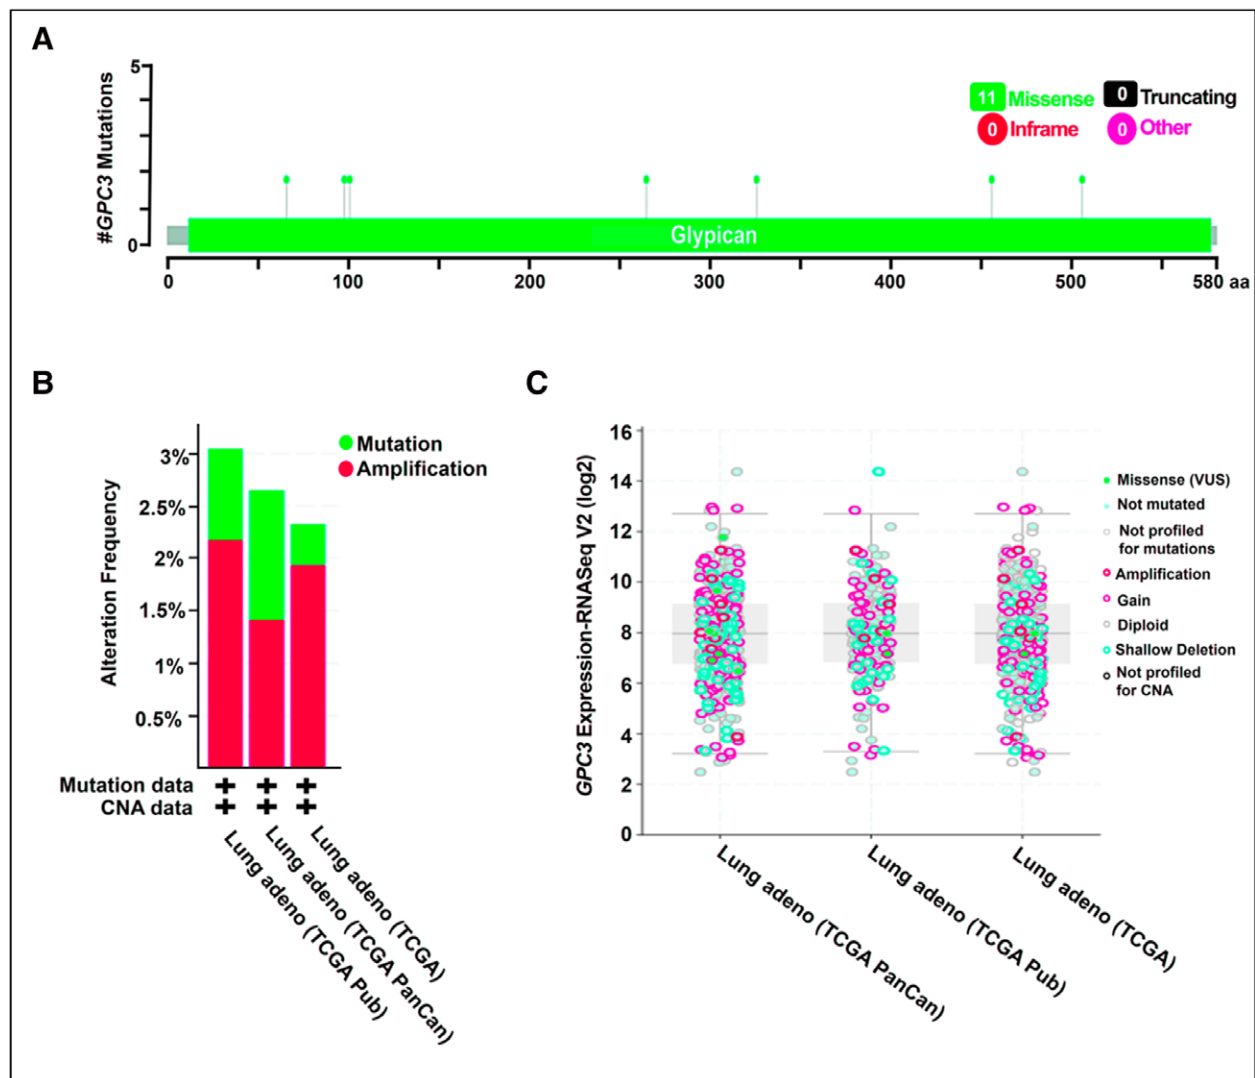 A
#GPC3 Mutations
5
0
11 Missense
0 Truncating
0 Inframe
0 Other
Glypican
0 100 200 300 400 500 580 aa
B
Alteration Frequency
3%
2.5%
2%
1.5%
1%
0.5%
Mutation
Amplification
Mutation data + + +
CNA data + + +
Lung adeno (TCGA Pub)
Lung adeno (TCGA PanCan)
Lung adeno (TCGA)
C
GPC3 Expression-RNASeq V2 (log2)
16
14
12
10
8
6
4
2
0
Missense (VUS)
Not mutated
Not profiled
for mutations
Amplification
Gain
Diploid
Shallow Deletion
Not profiled
for CNA
Lung adeno (TCGA PanCan)
Lung adeno (TCGA Pub)
Lung adeno (TCGA)